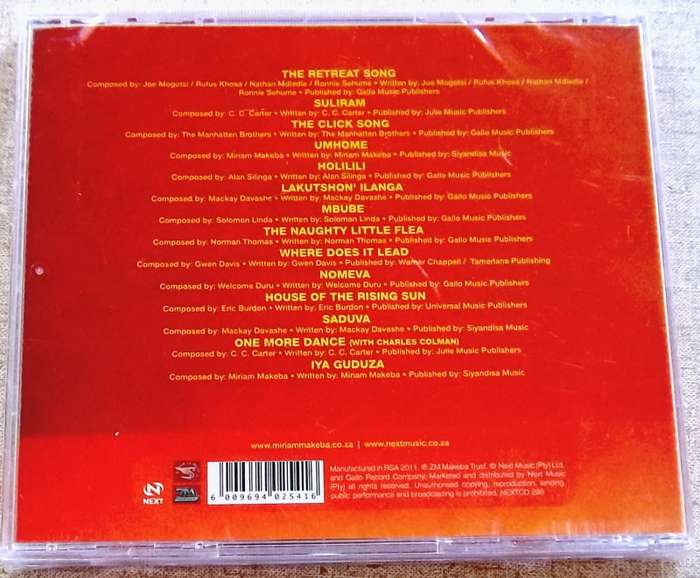 THE RETREAT SONG
Composed by: Joe Mogotsi / Rufus Khosa / Nathan Mdledle / Ronnie Sehume • Written by: Joe Mogotsi / Rufus Khosa / Nathan Mdledle /
Ronnie Sehume • Published by: Gallo Music Publishers
SULIRAM
Composed by: C. C. Carter • Written by: C. C. Carter • Published by: Julie Music Publishers
THE CLICK SONG
Composed by: The Manhatten Brothers • Written by: The Manhatten Brothers • Published by: Gallo Music Publishers
UMHOME
Composed by: Miriam Makeba • Written by: Miriam Makeba • Published by: Siyandisa Music
HOLILILI
Composed by: Alan Silinga • Written by: Alan Silinga • Published by: Gallo Music Publishers
LAKUTSHON' ILANGA
Composed by: Mackay Davashe • Written by: Mackay Davashe • Published by: Gallo Music Publishers
MBUBE
Composed by: Solomon Linda • Written by: Solomon Linda • Published by: Gallo Music Publishers
THE NAUGHTY LITTLE FLEA
Composed by: Norman Thomas • Written by: Norman Thomas • Published by: Gallo Music Publishers
WHERE DOES IT LEAD
Composed by: Gwen Davis • Written by: Gwen Davis • Published by: Warner Chappell / Tamerlana Publishing
NOMEVA
Composed by: Welcome Duru • Written by: Welcome Duru • Published by: Gallo Music Publishers
HOUSE OF THE RISING SUN
Composed by: Eric Burdon • Written by: Eric Burdon • Published by: Universal Music Publishers
SADUVA
Composed by: Mackay Davashe • Written by: Mackay Davashe • Published by: Siyandisa Music
ONE MORE DANCE (WITH CHARLES COLMAN)
Composed by: C. C. Carter • Written by: C. C. Carter • Published by: Julie Music Publishers
IYA GUDUZA
Composed by: Miriam Makeba • Written by: Miriam Makeba • Published by: Siyandisa Music
www.miriammakeba.co.za | www.nextmusic.co.za
NEXT
ZM
6 009694 025416
Manufactured in RSA 2011. ℗ ZM Makeba Trust. © Next Music (Pty) Ltd,
and Gallo Record Company. Marketed and distributed by Next Music
(Pty) all rights reserved. Unauthorised copying, reproduction, lending,
public performance and broadcasting is prohibited. NEXTCD 298